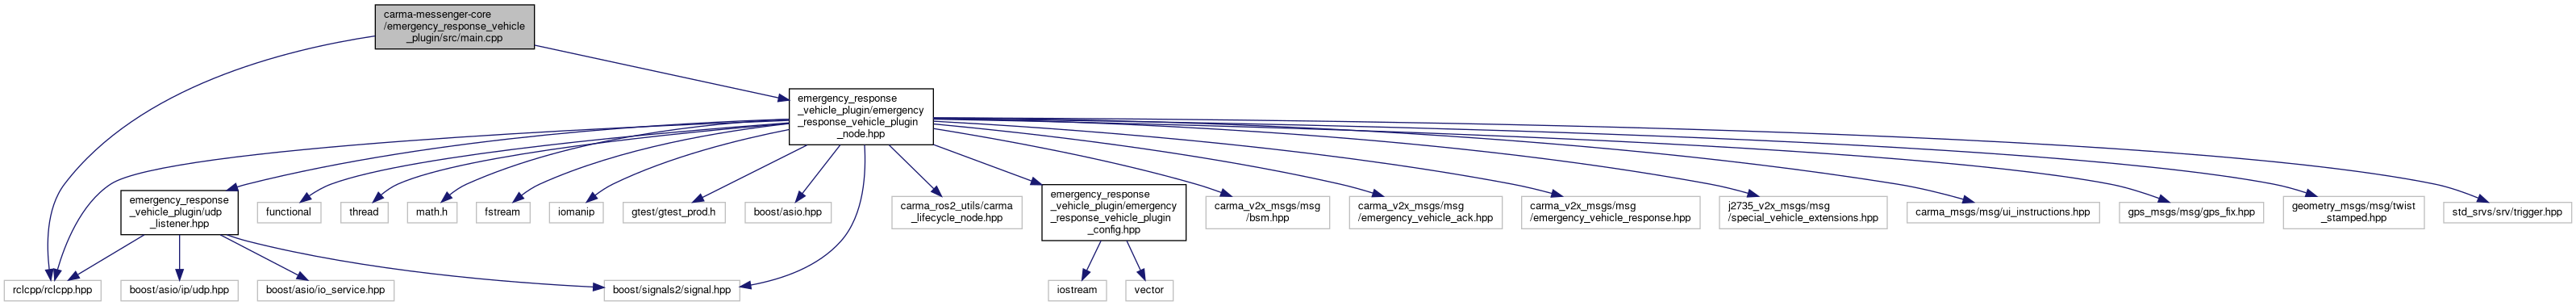 carma-messenger-core
/emergency_response_vehicle
_plugin/src/main.cpp
emergency_response
_vehicle_plugin/emergency
_response_vehicle_plugin
_node.hpp
emergency_response
_vehicle_plugin/udp
_listener.hpp
functional
thread
math.h
fstream
iomanip
gtest/gtest_prod.h
boost/asio.hpp
carma_ros2_utils/carma
_lifecycle_node.hpp
emergency_response
_vehicle_plugin/emergency
_response_vehicle_plugin
_config.hpp
carma_v2x_msgs/msg
/bsm.hpp
carma_v2x_msgs/msg
/emergency_vehicle_ack.hpp
carma_v2x_msgs/msg
/emergency_vehicle_response.hpp
j2735_v2x_msgs/msg
/special_vehicle_extensions.hpp
carma_msgs/msg/ui_instructions.hpp
gps_msgs/msg/gps_fix.hpp
geometry_msgs/msg/twist
_stamped.hpp
std_srvs/srv/trigger.hpp
rclcpp/rclcpp.hpp
boost/asio/ip/udp.hpp
boost/asio/io_service.hpp
boost/signals2/signal.hpp
iostream
vector